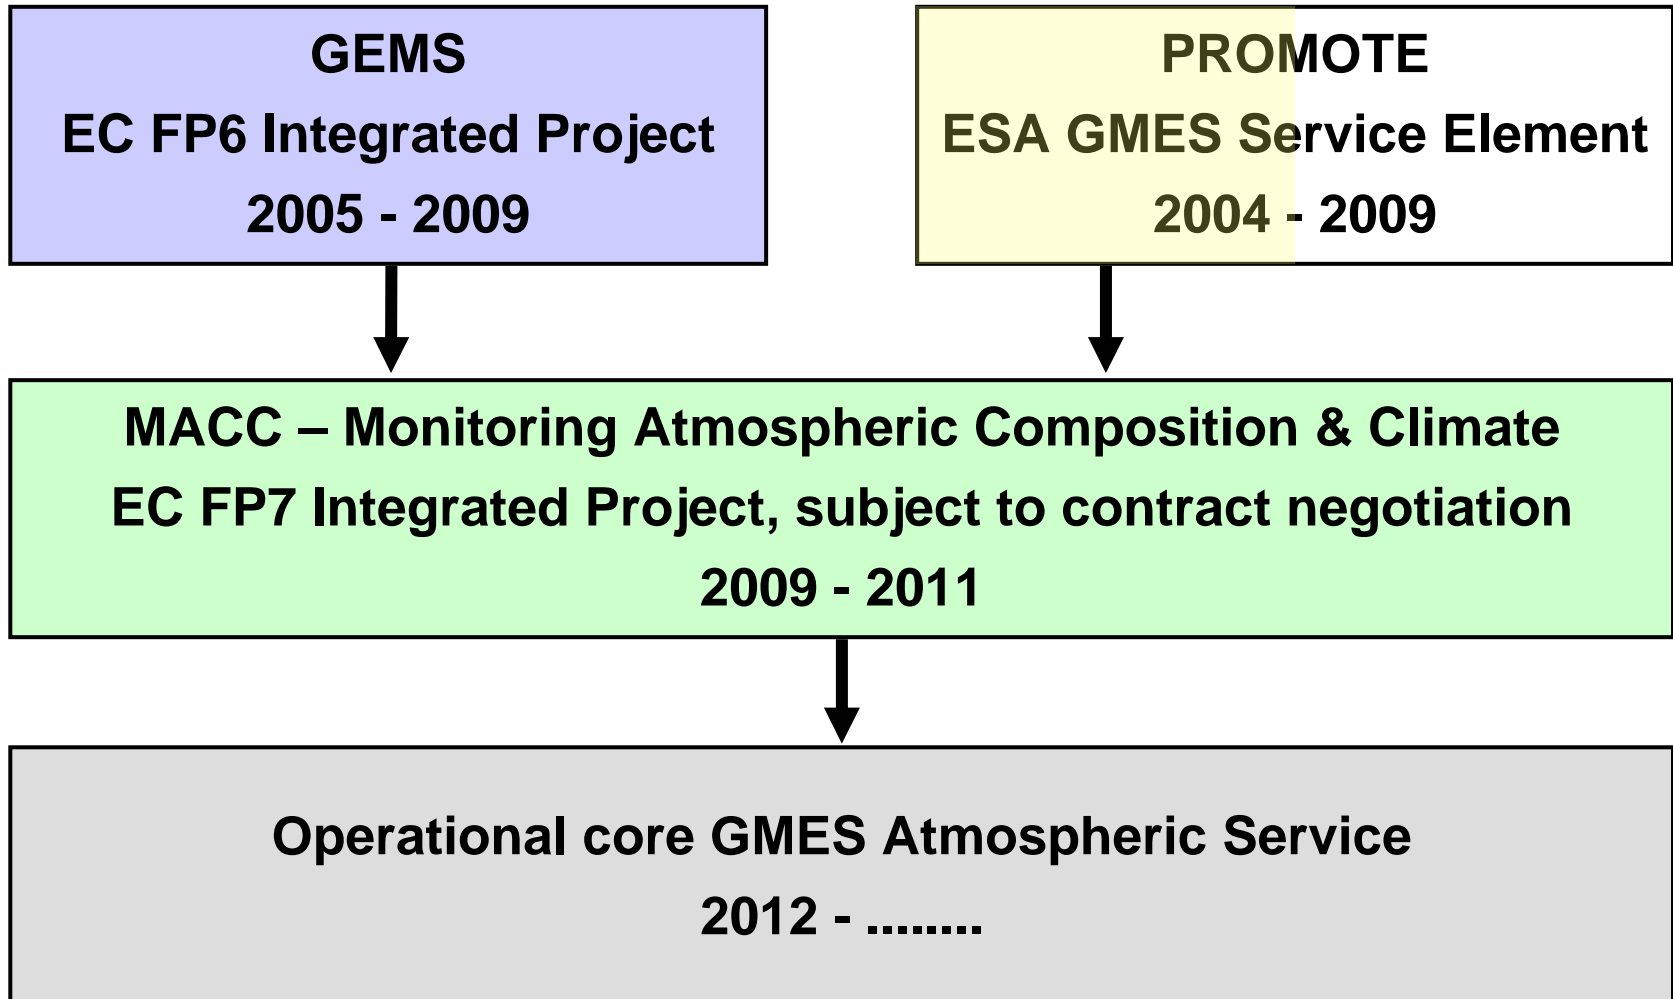 GEMS
EC FP6 Integrated Project
2005 - 2009
PROMOTE
ESA GMES Service Element
2004 - 2009
MACC – Monitoring Atmospheric Composition & Climate
EC FP7 Integrated Project, subject to contract negotiation
2009 - 2011
Operational core GMES Atmospheric Service
2012 - ........